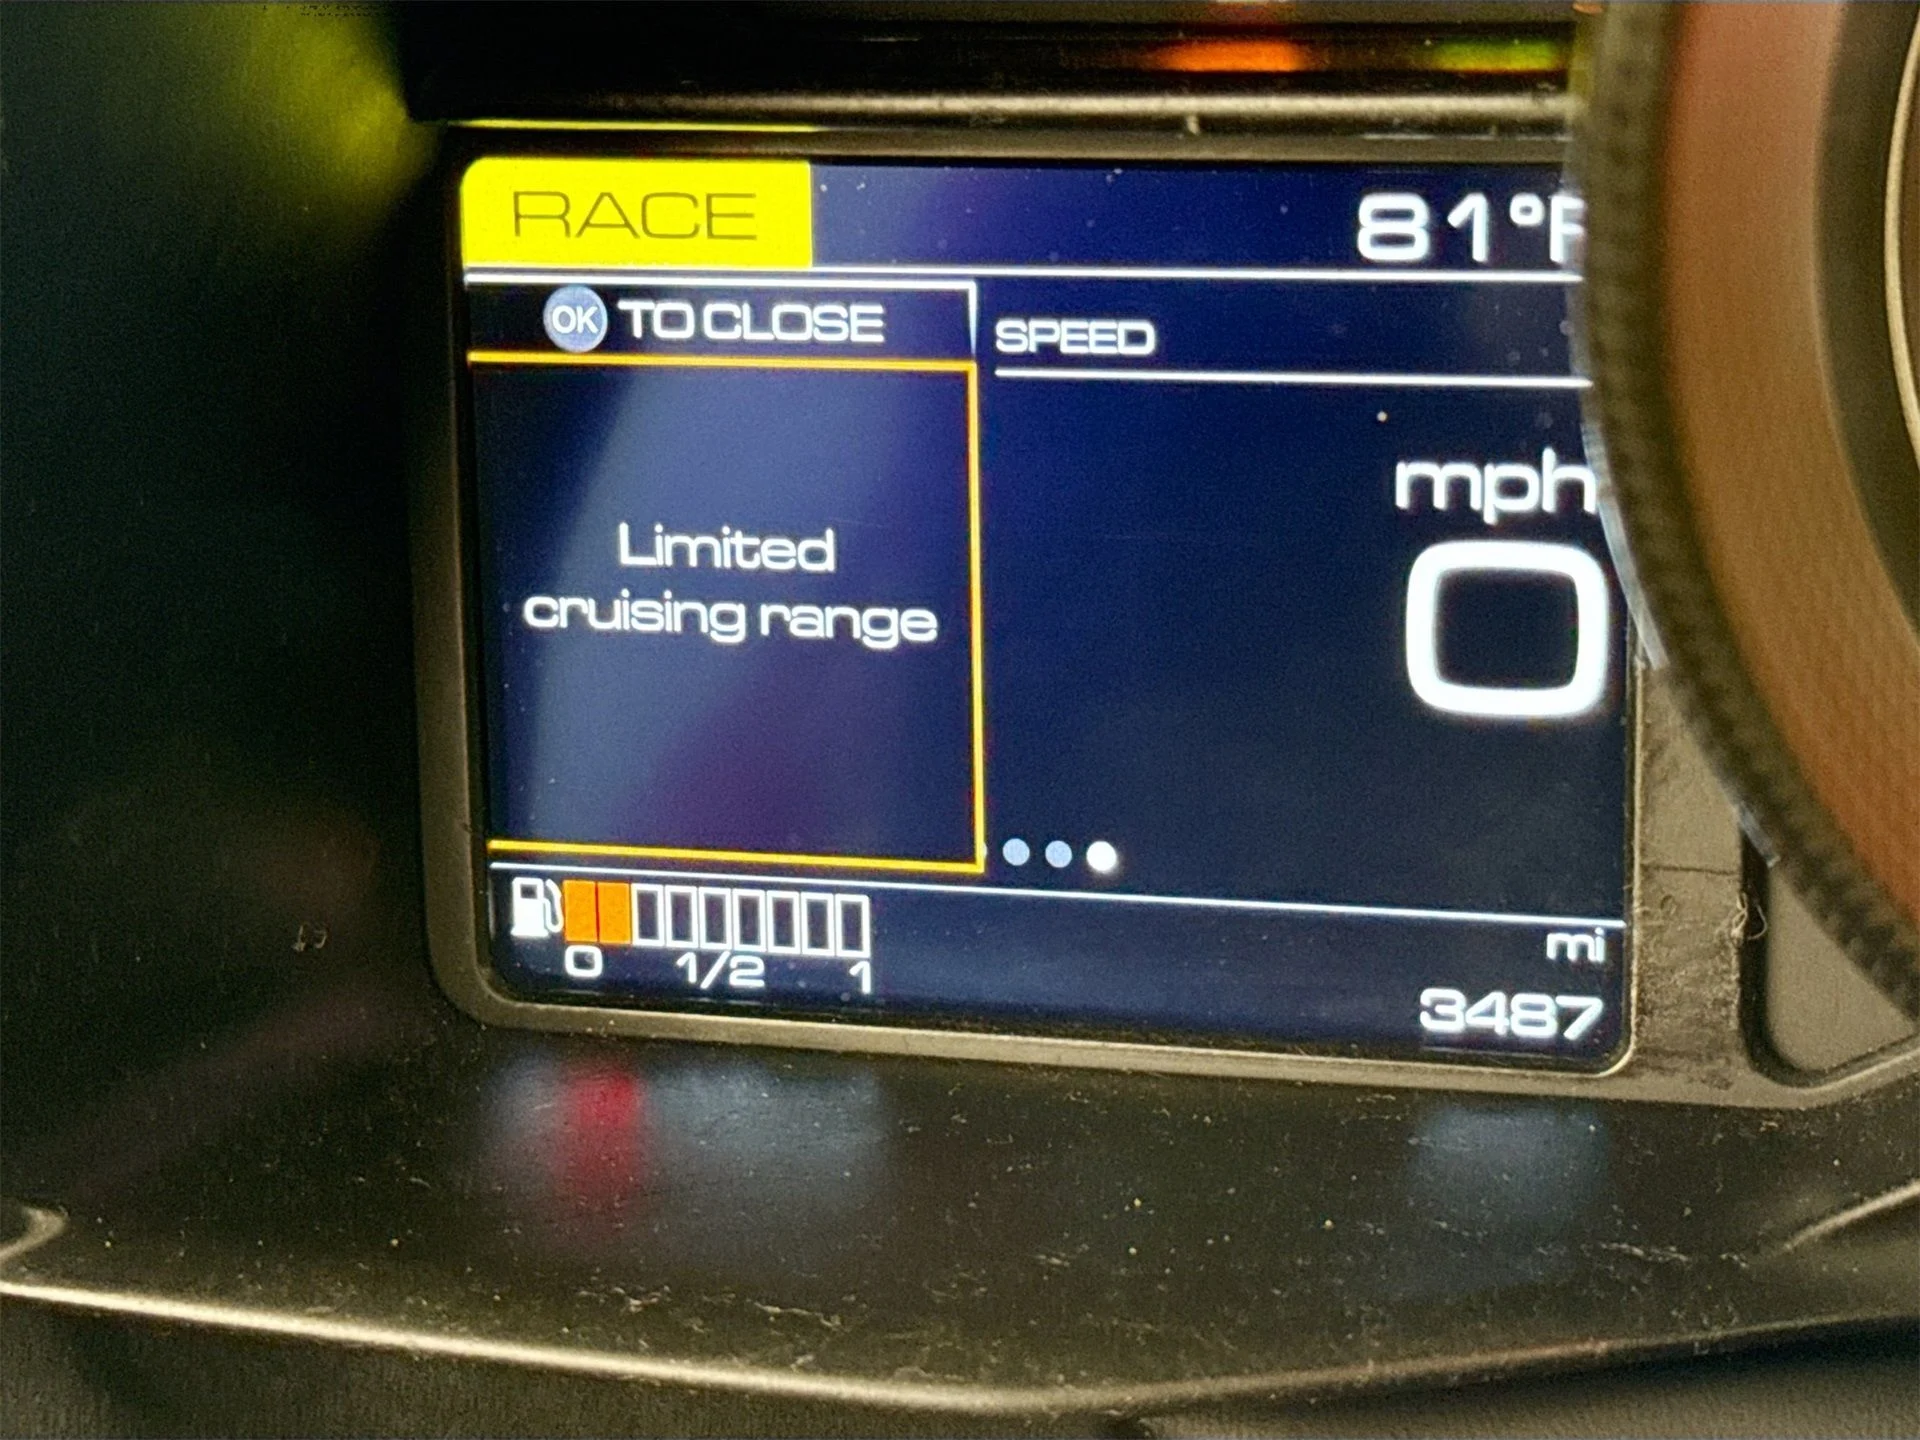 RACE
81°F
OK TO CLOSE
SPEED
Limited
cruising range
mph
0
0 1/2 1
mi
3487